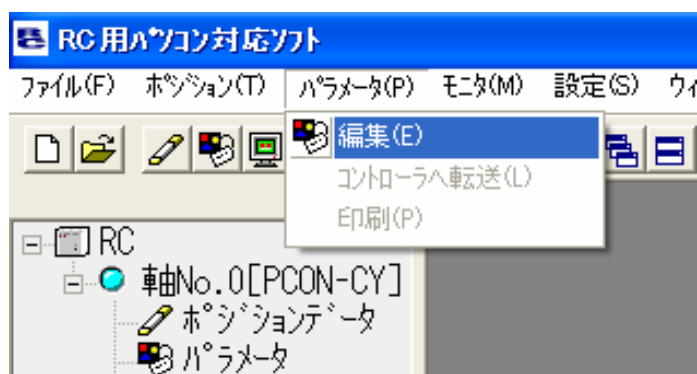 RC用ﾊﾟｿｺﾝ対応ｿﾌﾄ
ﾌｧｲﾙ(F) ﾎﾟｼﾞｼｮﾝ(T) ﾊﾟﾗﾒｰﾀ(P) ﾓﾆﾀ(M) 設定(S) ｳｨ
編集(E)
ｺﾝﾄﾛｰﾗへ転送(L)
印刷(P)
RC
軸No.0[PCON-CY]
ﾎﾟｼﾞｼｮﾝﾃﾞｰﾀ
ﾊﾟﾗﾒｰﾀ